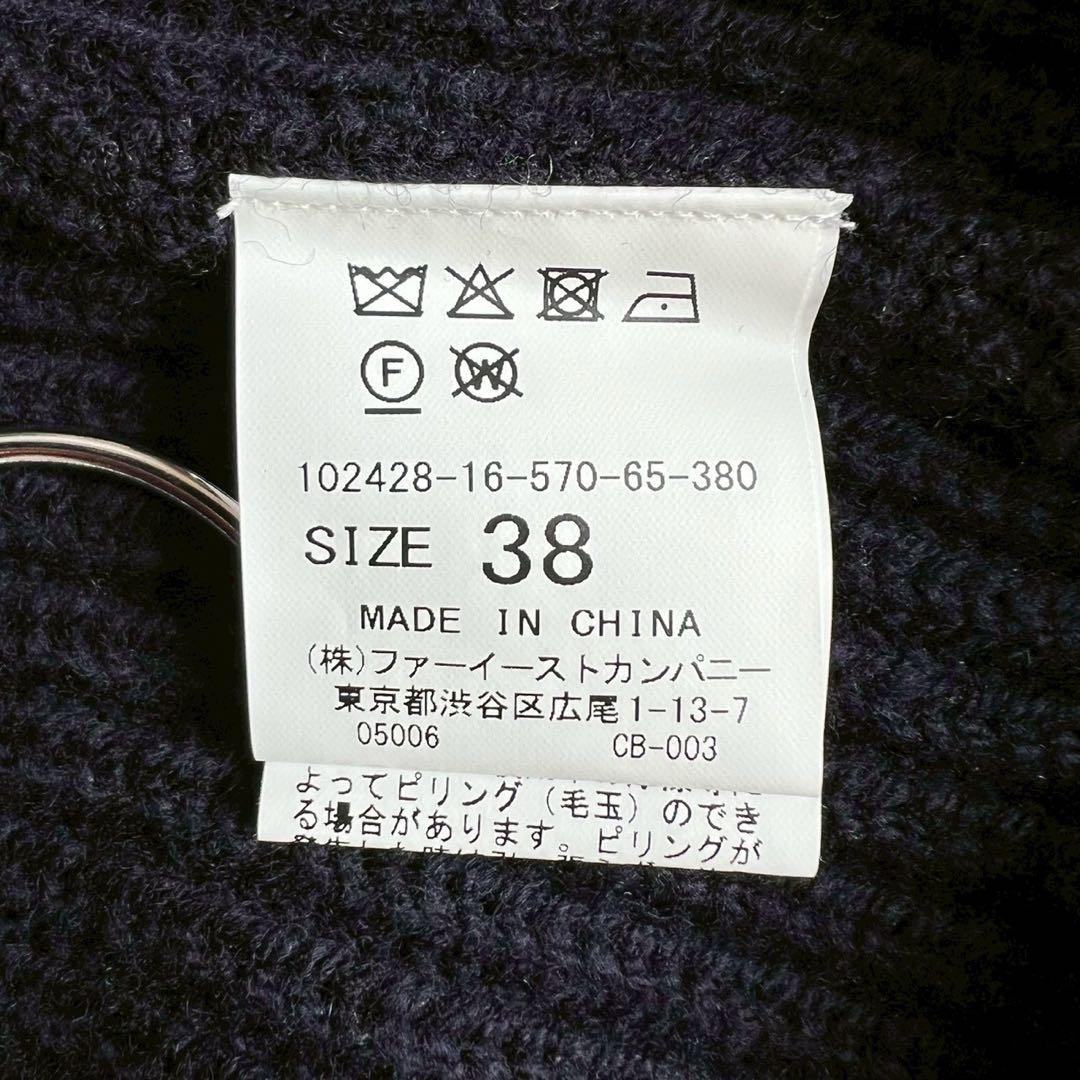 F W
102428-16-570-65-380
SIZE 38
MADE IN CHINA
(株)ファーイーストカンパニー
東京都渋谷区広尾1-13-7
05006 CB-003
よってピリング(毛玉)のでき
る場合があります。ピリングが